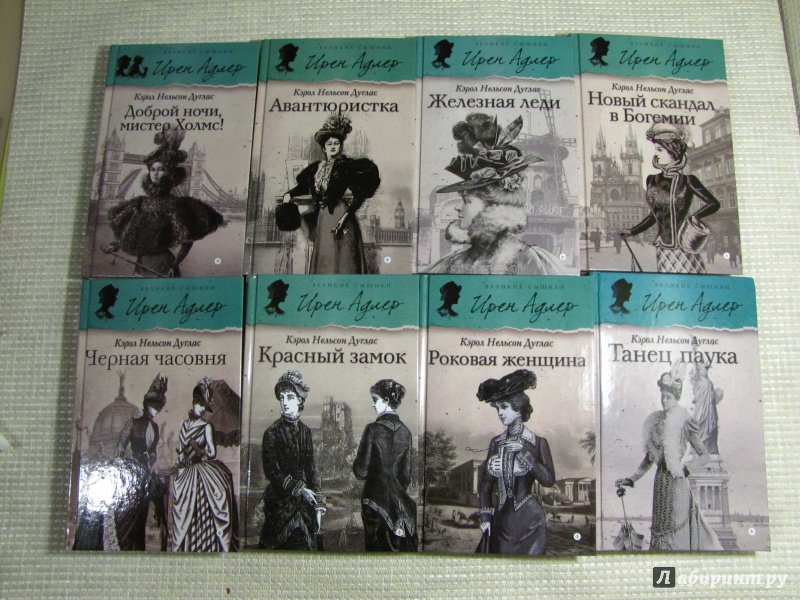 ВЕЛИКИЕ СЫЩИКИ
Ирен Адлер
Кэрол Нельсон Дуглас
Доброй ночи,
мистер Холмс!
ВЕЛИКИЕ СЫЩИКИ
Ирен Адлер
Кэрол Нельсон Дуглас
Авантюристка
ВЕЛИКИЕ СЫЩИКИ
Ирен Адлер
Кэрол Нельсон Дуглас
Железная леди
ВЕЛИКИЕ СЫЩИКИ
Ирен Адлер
Кэрол Нельсон Дуглас
Новый скандал
в Богемии
ВЕЛИКИЕ СЫЩИКИ
Ирен Адлер
Кэрол Нельсон Дуглас
Черная часовня
ВЕЛИКИЕ СЫЩИКИ
Ирен Адлер
Кэрол Нельсон Дуглас
Красный замок
ВЕЛИКИЕ СЫЩИКИ
Ирен Адлер
Кэрол Нельсон Дуглас
Роковая женщина
ВЕЛИКИЕ СЫЩИКИ
Ирен Адлер
Кэрол Нельсон Дуглас
Танец паука
Лабиринт.ру